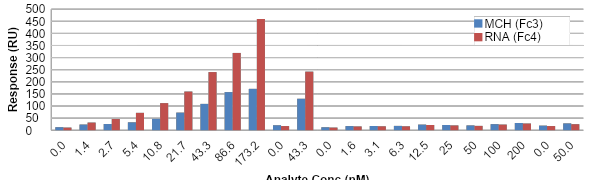 500
450
400
350
300
250
200
150
100
50
0
Response (RU)
MCH (Fc3)
RNA (Fc4)
0.0 1.4 2.7 5.4 10.8 21.7 43.3 86.6 173.2 0.0 43.3 0.0 1.6 3.1 6.3 12.5 25 50 100 200 0.0 50.0
Analyte Conc (pM)